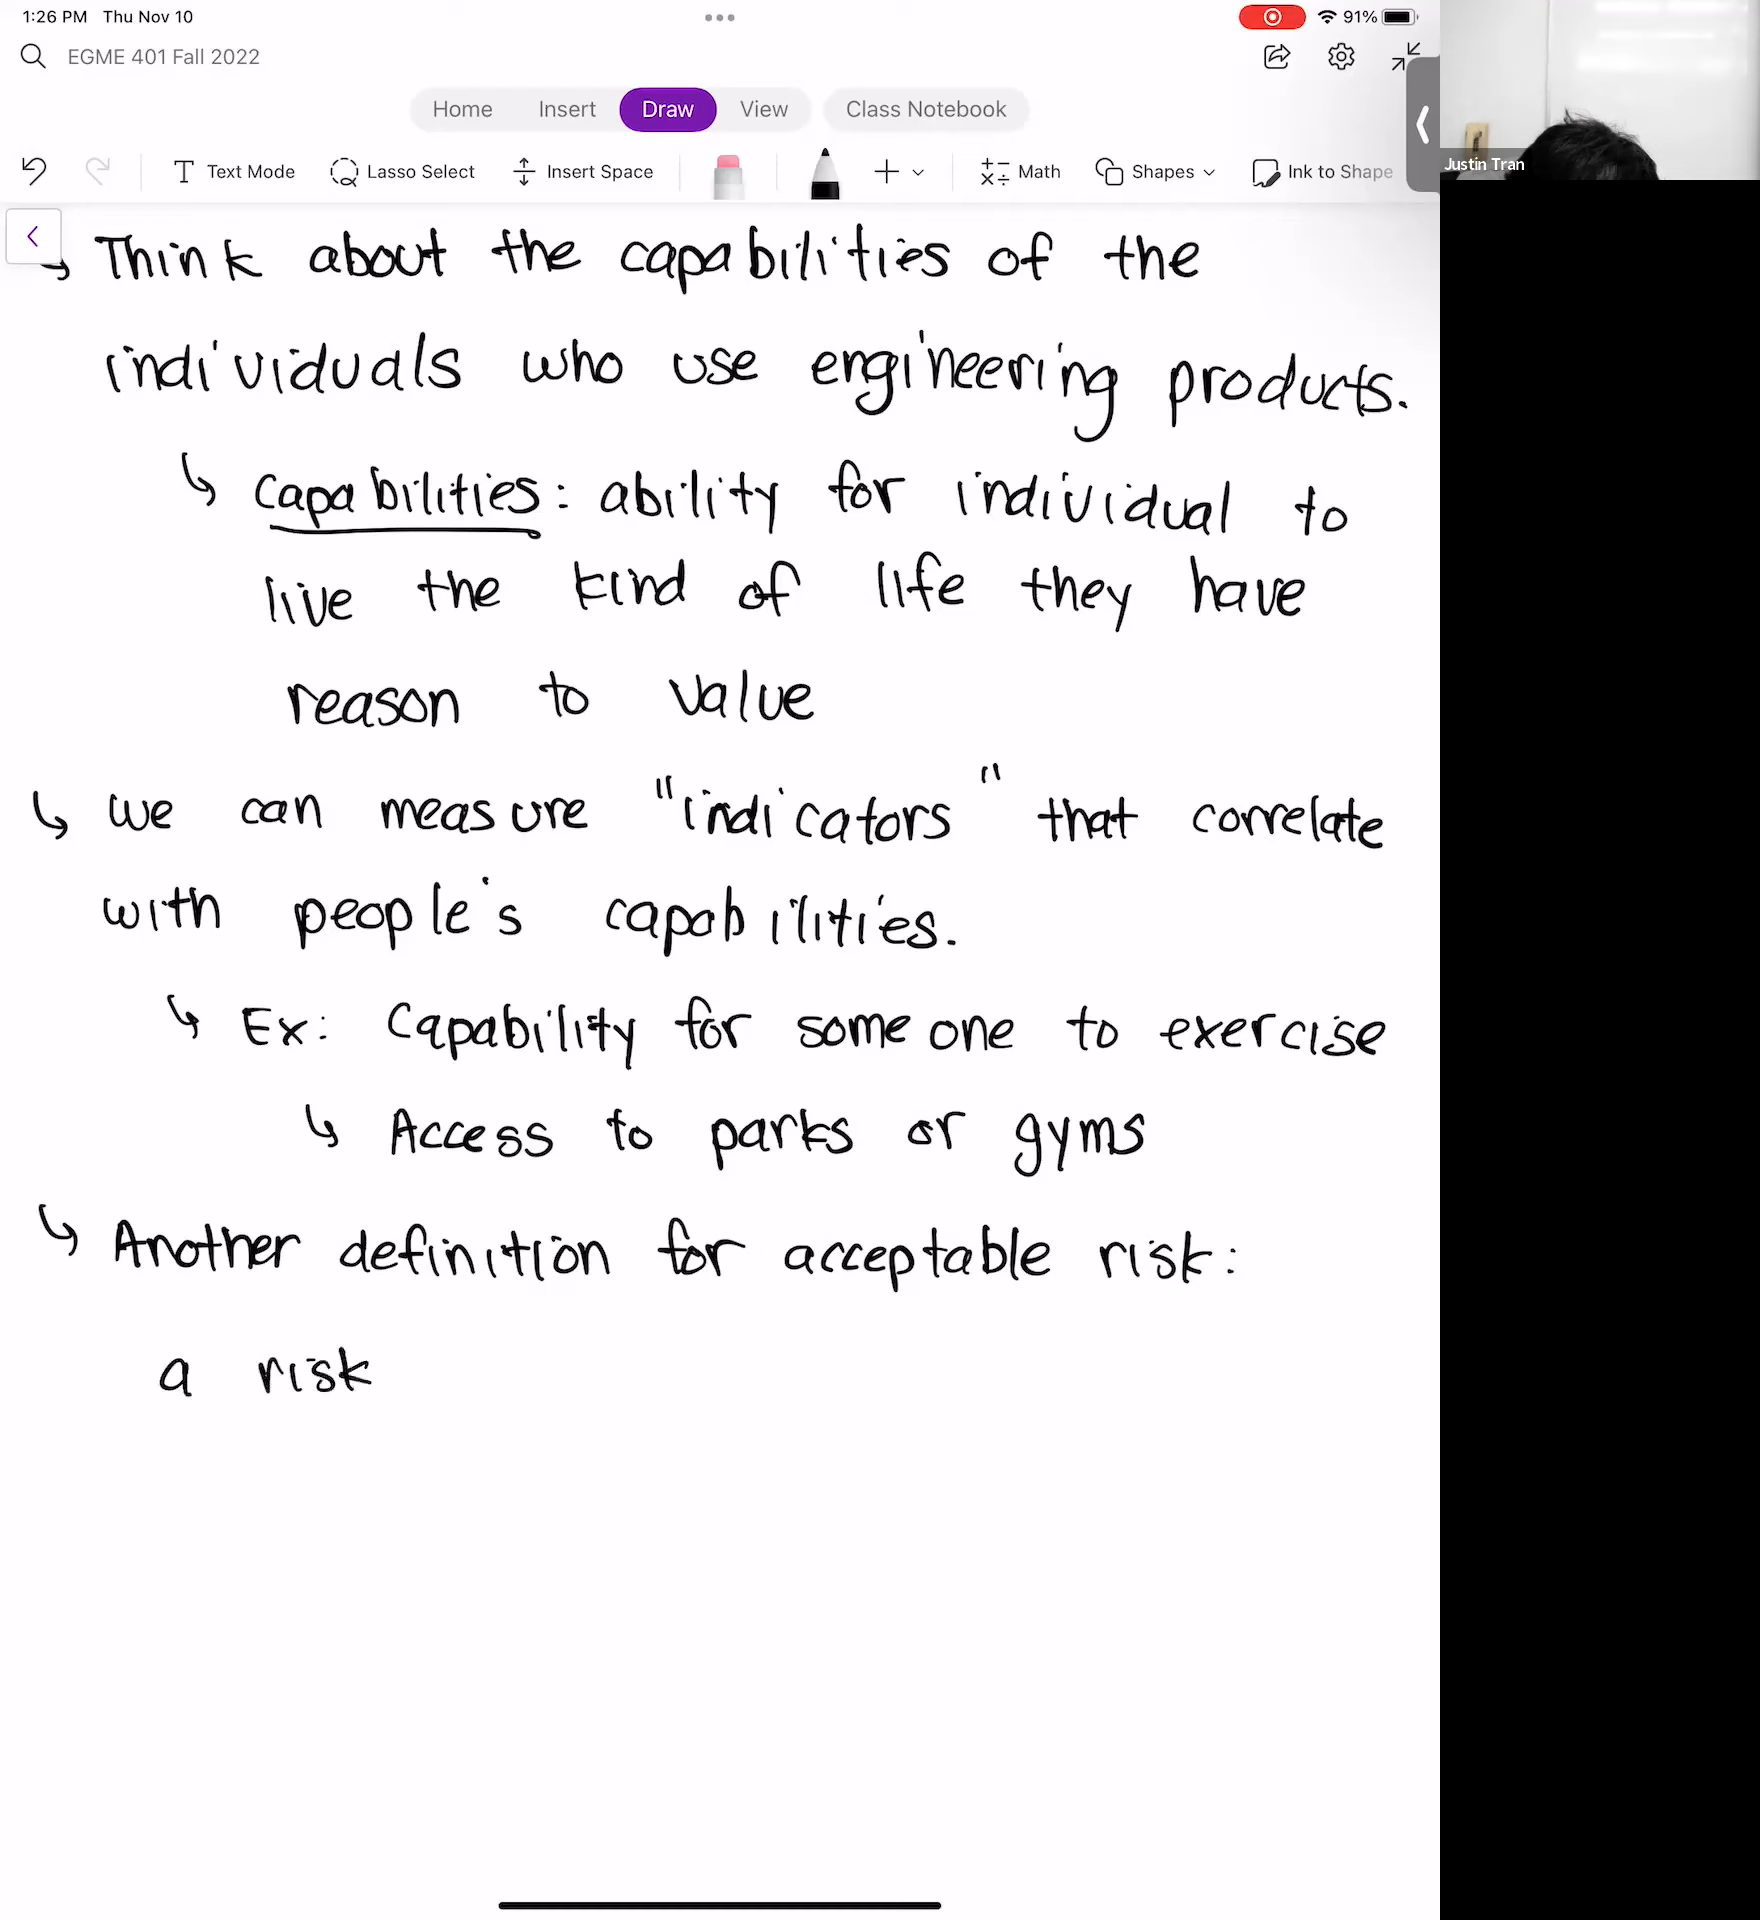 1:26 PM Thu Nov 10
91%
EGME 401 Fall 2022
Home Insert Draw View Class Notebook
Text Mode Lasso Select Insert Space Math Shapes Ink to Shape
Justin Tran
Think about the capabilities of the
individuals who use engineering products.
capabilities: ability for individual to
live the kind of life they have
reason to value
we can measure "indicators" that correlate
with people's capabilities.
Ex: Capability for someone to exercise
Access to parks or gyms
Another definition for acceptable risk:
a risk